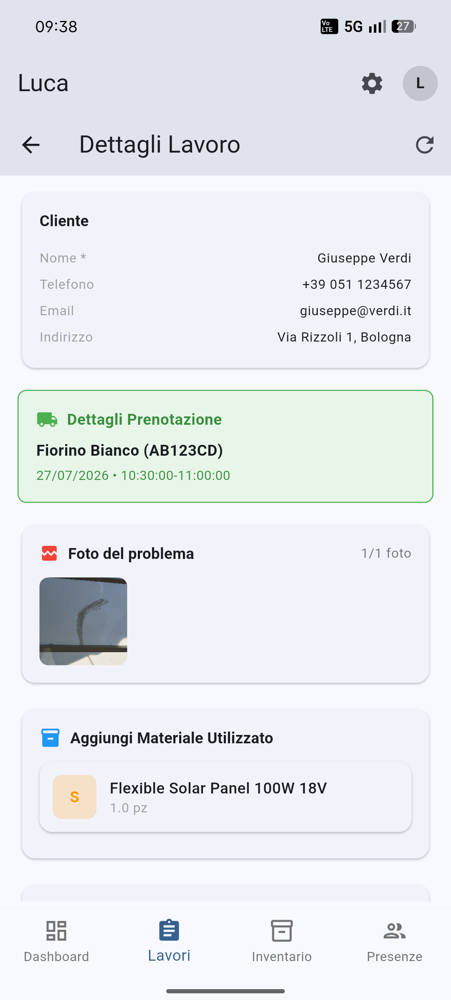 09:38
Vo LTE 5G 27
Luca
L
Dettagli Lavoro
Cliente
Nome * Giuseppe Verdi
Telefono +39 051 1234567
Email giuseppe@verdi.it
Indirizzo Via Rizzoli 1, Bologna
Dettagli Prenotazione
Fiorino Bianco (AB123CD)
27/07/2026 • 10:30:00-11:00:00
Foto del problema 1/1 foto
Aggiungi Materiale Utilizzato
S
Flexible Solar Panel 100W 18V
1.0 pz
Dashboard Lavori Inventario Presenze